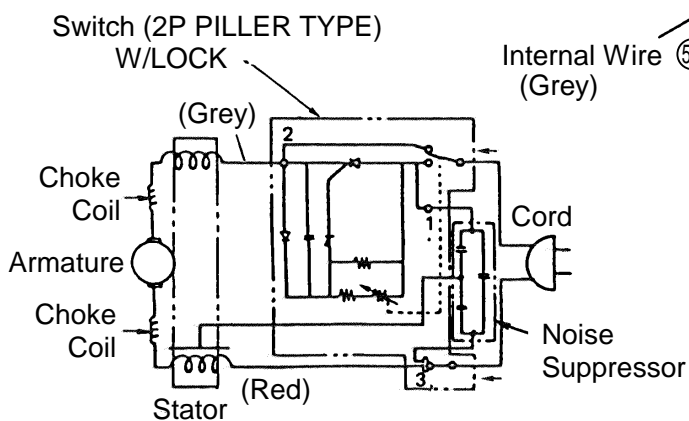 Switch (2P PILLER TYPE)
W/LOCK
Internal Wire ⑤
(Grey)
(Grey)
2
Choke
Coil
1
Cord
Armature
Choke
Coil
Noise
Suppressor
3
(Red)
Stator